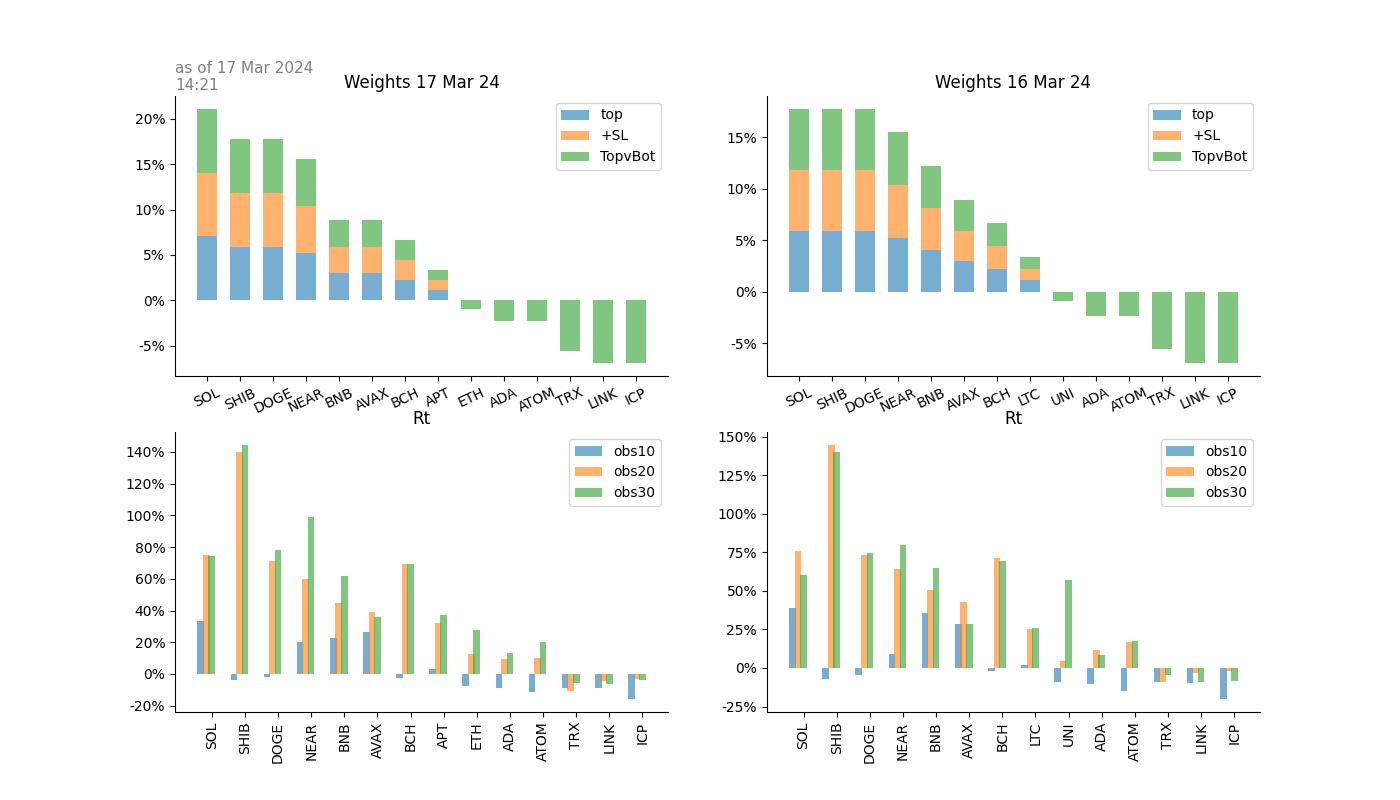 as of 17 Mar 2024
14:21
Weights 17 Mar 24
20%
15%
10%
5%
0%
-5%
top
+SL
TopvBot
SOL SHIB DOGE NEAR BNB AVAX BCH APT ETH ADA ATOM TRX LINK ICP
Weights 16 Mar 24
15%
10%
5%
0%
-5%
top
+SL
TopvBot
SOL SHIB DOGE NEAR BNB AVAX BCH LTC UNI ADA ATOM TRX LINK ICP
Rt
140%
120%
100%
80%
60%
40%
20%
0%
-20%
obs10
obs20
obs30
SOL SHIB DOGE NEAR BNB AVAX BCH APT ETH ADA ATOM TRX LINK ICP
Rt
150%
125%
100%
75%
50%
25%
0%
-25%
obs10
obs20
obs30
SOL SHIB DOGE NEAR BNB AVAX BCH LTC UNI ADA ATOM TRX LINK ICP